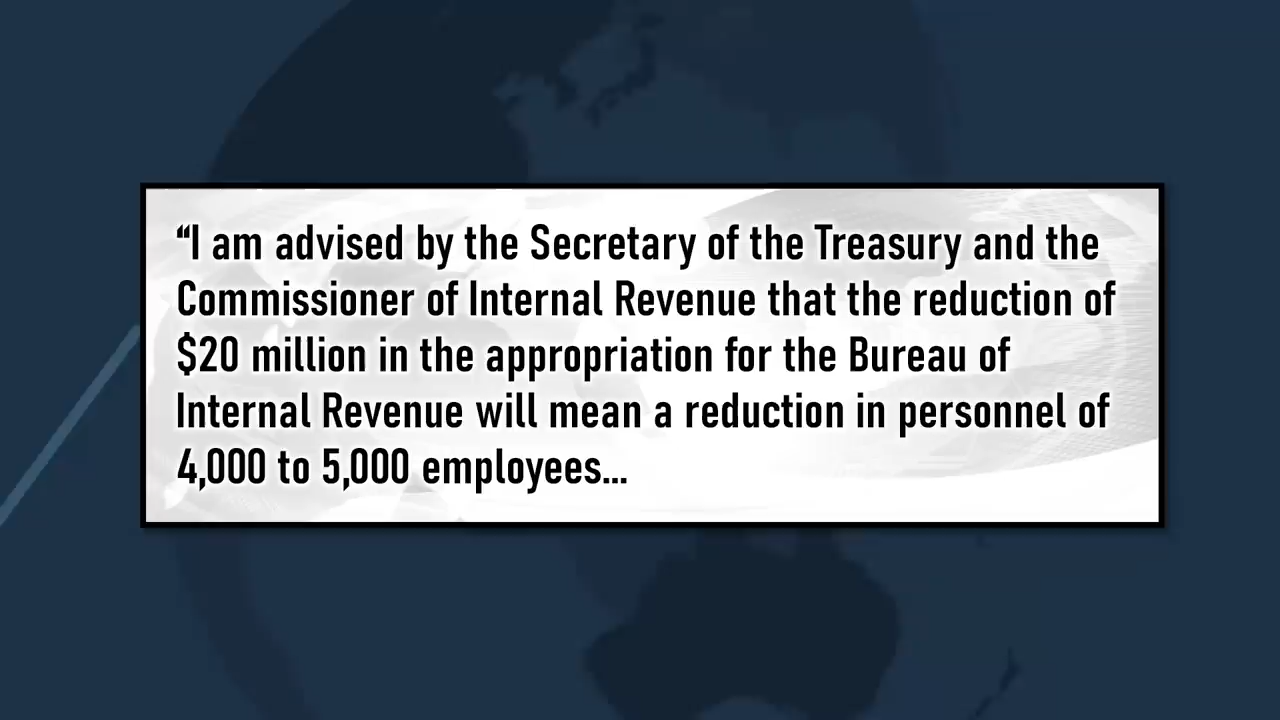 “I am advised by the Secretary of the Treasury and the
Commissioner of Internal Revenue that the reduction of
$20 million in the appropriation for the Bureau of
Internal Revenue will mean a reduction in personnel of
4,000 to 5,000 employees...